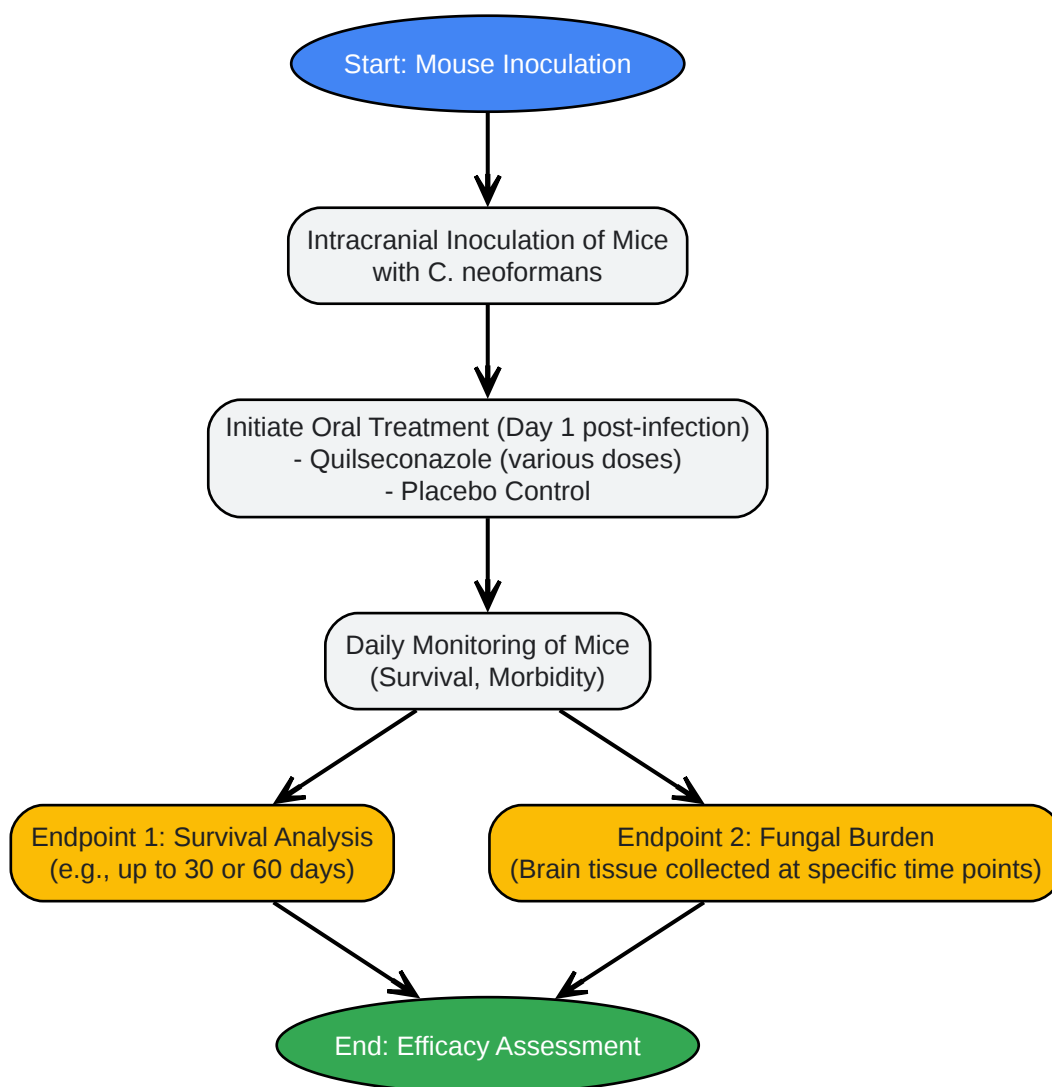 Start: Mouse Inoculation
Intracranial Inoculation of Mice
with C. neoformans
Initiate Oral Treatment (Day 1 post-infection)
- Quilseconazole (various doses)
- Placebo Control
Daily Monitoring of Mice
(Survival, Morbidity)
Endpoint 1: Survival Analysis
(e.g., up to 30 or 60 days)
Endpoint 2: Fungal Burden
(Brain tissue collected at specific time points)
End: Efficacy Assessment